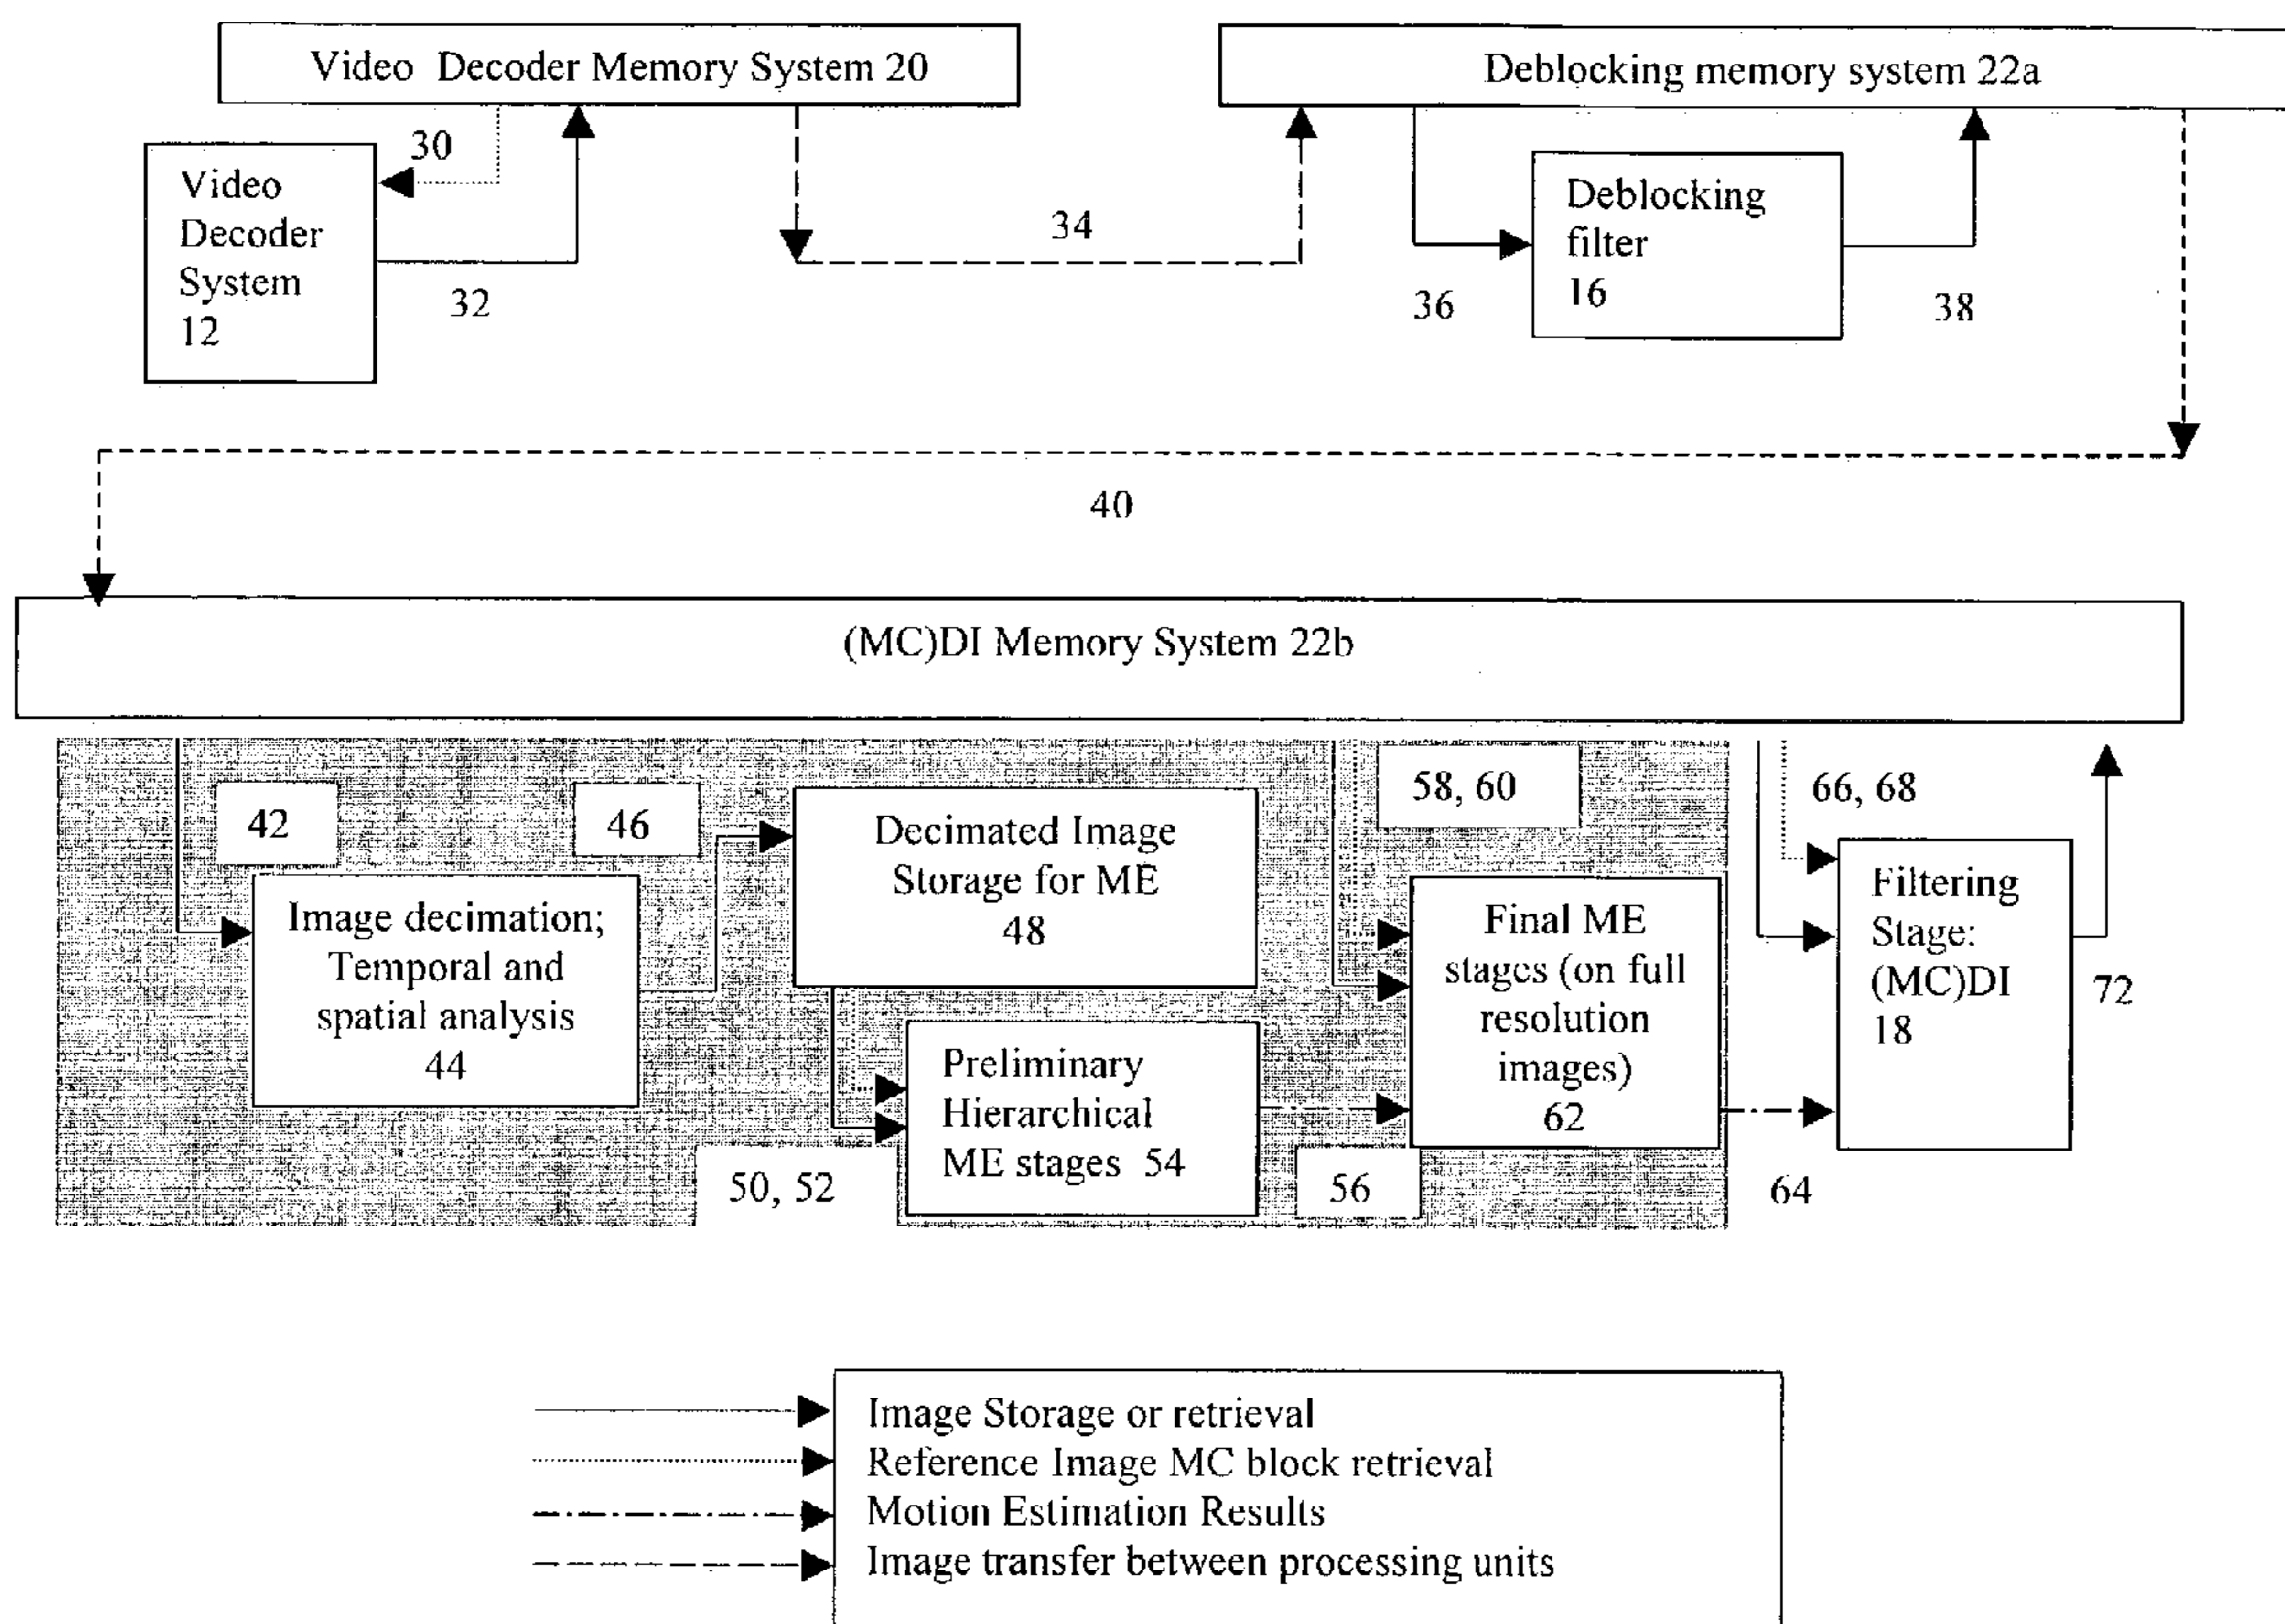 Video Decoder Memory System 20
Deblocking memory system 22a
30
Video
Decoder
System
12
32
34
36
Deblocking
filter
16
38
40
(MC)DI Memory System 22b
42
46
Decimated Image
Storage for ME
48
58, 60
66, 68
Image decimation;
Temporal and
spatial analysis
44
Final ME
stages (on full
resolution
images)
62
Filtering
Stage:
(MC)DI
18
72
Preliminary
Hierarchical
ME stages 54
50, 52
56
64
Image Storage or retrieval
Reference Image MC block retrieval
Motion Estimation Results
Image transfer between processing units